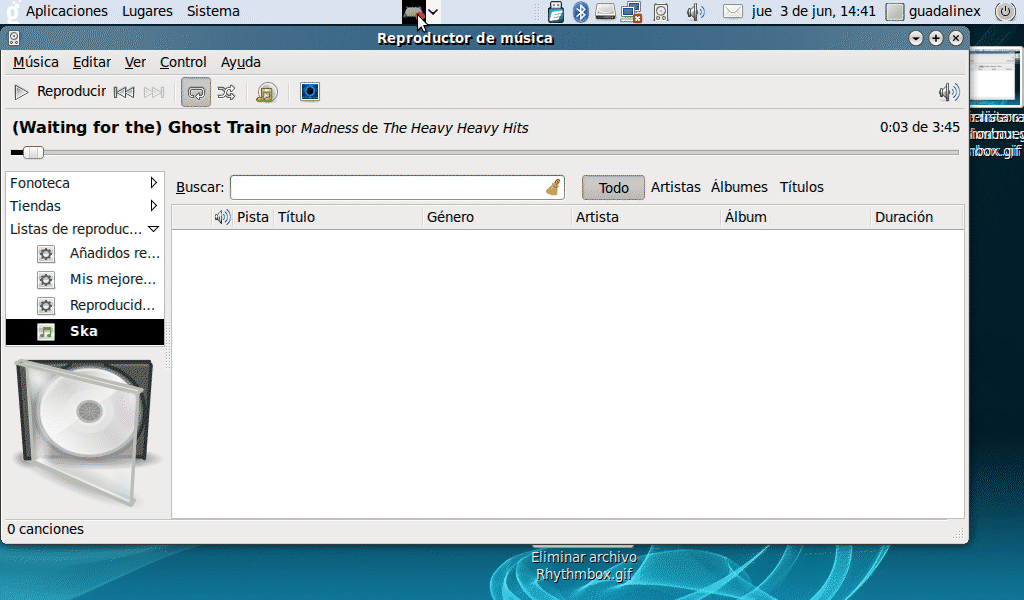 Aplicaciones Lugares Sistema jue 3 de jun, 14:41 guadalinex
Reproductor de música
Música Editar Ver Control Ayuda
Reproducir
(Waiting for the) Ghost Train por Madness de The Heavy Heavy Hits 0:03 de 3:45
Fonoteca
Tiendas
Listas de reproduc...
Añadidos re...
Mis mejore...
Reproducid...
Ska
Buscar: Todo Artistas Álbumes Títulos
Pista Título Género Artista Álbum Duración
0 canciones
Eliminar archivo
Rhythmbox.gif